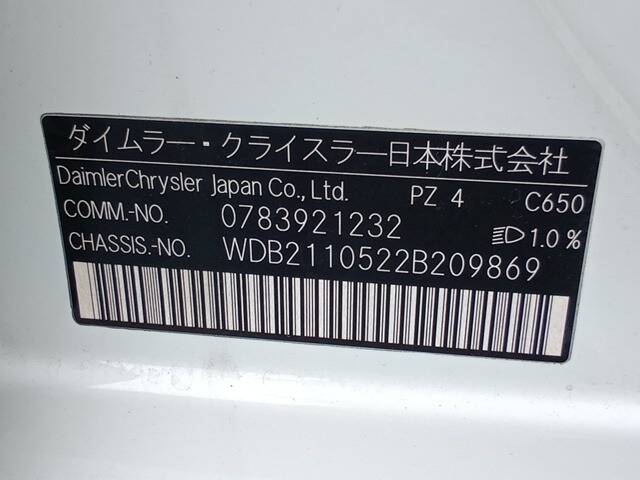 ダイムラー・クライスラー日本株式会社
DaimlerChrysler Japan Co., Ltd. PZ 4 C650
COMM.-NO. 0783921232 1.0%
CHASSIS.-NO. WDB2110522B209869